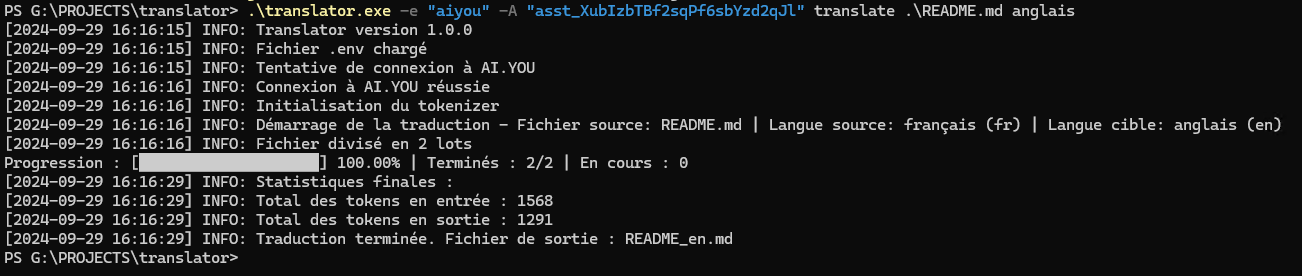 PS G:\PROJECTS\translator> .\translator.exe -e "aiyou" -A "asst_XubIzbTBf2sqPf6sbYzd2qJl" translate .\README.md anglais
[2024-09-29 16:16:15] INFO: Translator version 1.0.0
[2024-09-29 16:16:15] INFO: Fichier .env chargé
[2024-09-29 16:16:15] INFO: Tentative de connexion à AI.YOU
[2024-09-29 16:16:16] INFO: Connexion à AI.YOU réussie
[2024-09-29 16:16:16] INFO: Initialisation du tokenizer
[2024-09-29 16:16:16] INFO: Démarrage de la traduction – Fichier source: README.md | Langue source: français (fr) | Langue cible: anglais (en)
[2024-09-29 16:16:16] INFO: Fichier divisé en 2 lots
Progression : [████████████████████] 100.00% | Terminés : 2/2 | En cours : 0
[2024-09-29 16:16:29] INFO: Statistiques finales :
[2024-09-29 16:16:29] INFO: Total des tokens en entrée : 1568
[2024-09-29 16:16:29] INFO: Total des tokens en sortie : 1291
[2024-09-29 16:16:29] INFO: Traduction terminée. Fichier de sortie : README_en.md
PS G:\PROJECTS\translator>